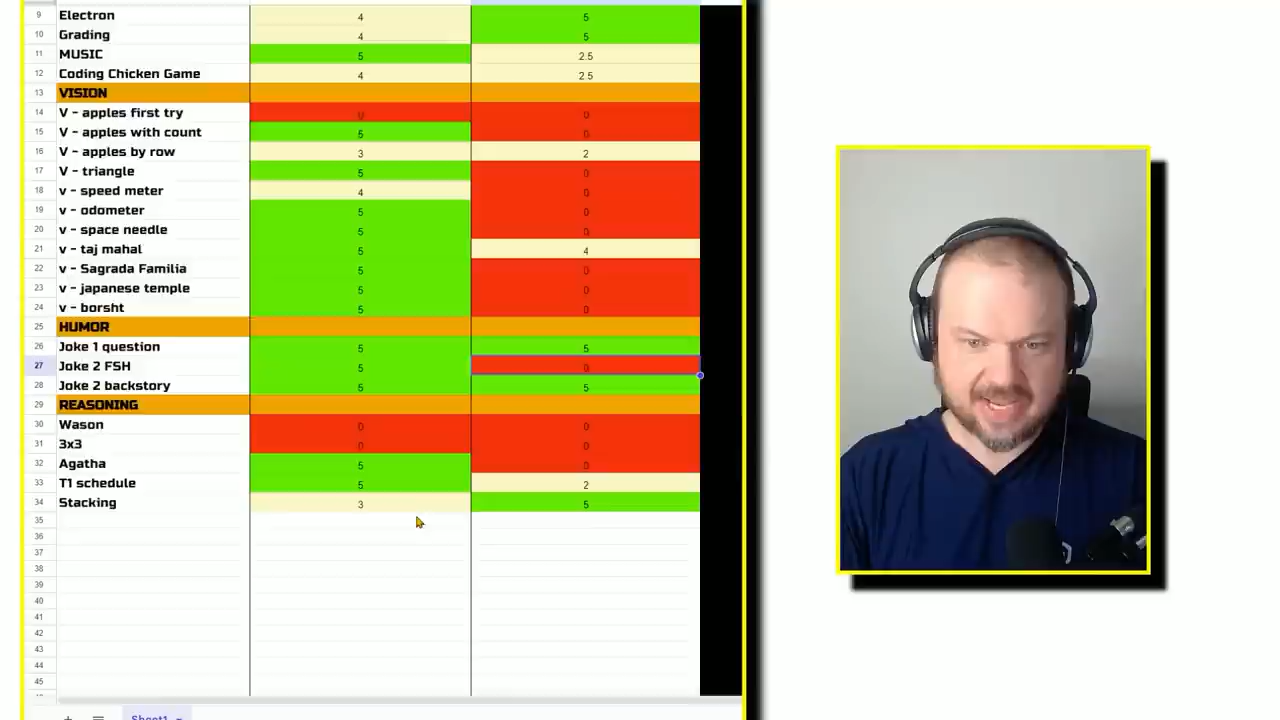 9 Electron 4 5
10 Grading 4 5
11 MUSIC 5 2.5
12 Coding Chicken Game 4 2.5
13 VISION
14 V - apples first try 0 0
15 V - apples with count 5 0
16 V - apples by row 3 2
17 V - triangle 5 0
18 v - speed meter 4 0
19 v - odometer 5 0
20 v - space needle 5 0
21 v - taj mahal 5 4
22 v - Sagrada Familia 5 0
23 v - japanese temple 5 0
24 v - borsht 5 0
25 HUMOR
26 Joke 1 question 5 5
27 Joke 2 FSH 5 0
28 Joke 2 backstory 5 5
29 REASONING
30 Wason 0 0
31 3x3 0 0
32 Agatha 5 0
33 T1 schedule 5 2
34 Stacking 3 5
35
36
37
38
39
40
41
42
43
44
45
Sheet1